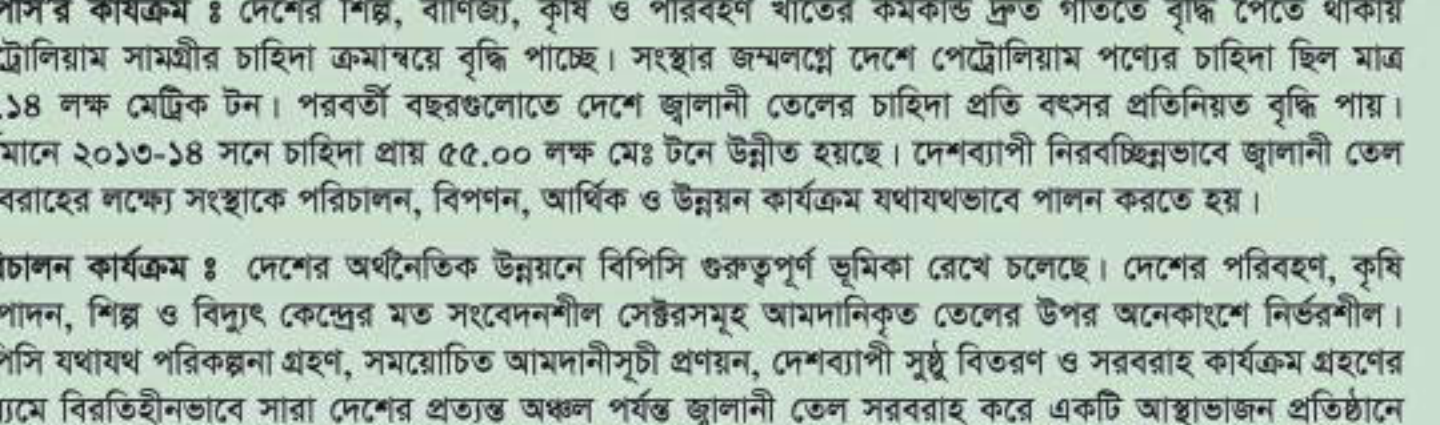 কার্যক্রম ঃ দেশের শিল্প, বাণিজ্য, কৃষি ও পরিবহণ খাতের কর্মকান্ড দ্রুত গতিতে বৃদ্ধি পেতে থাকায়
ট্রোলিয়াম সামগ্রীর চাহিদা ক্রমান্বয়ে বৃদ্ধি পাচ্ছে। সংস্থার জন্মলগ্নে দেশে পেট্রোলিয়াম পণ্যের চাহিদা ছিল মাত্র
.১৪ লক্ষ মেট্রিক টন। পরবর্তী বছরগুলোতে দেশে জ্বালানী তেলের চাহিদা প্রতি বৎসর প্রতিনিয়ত বৃদ্ধি পায়।
মানে ২০১৩-১৪ সনে চাহিদা প্রায় ৫৫.০০ লক্ষ মেঃ টনে উন্নীত হয়ছে। দেশব্যাপী নিরবচ্ছিন্নভাবে জ্বালানী তেল
বরাহের লক্ষ্যে সংস্থাকে পরিচালন, বিপণন, আর্থিক ও উন্নয়ন কার্যক্রম যথাযথভাবে পালন করতে হয়।
চালন কার্যক্রম ঃ দেশের অর্থনৈতিক উন্নয়নে বিপিসি গুরুত্বপূর্ণ ভূমিকা রেখে চলেছে। দেশের পরিবহণ, কৃষি
পাদন, শিল্প ও বিদ্যুৎ কেন্দ্রের মত সংবেদনশীল সেক্টরসমূহ আমদানিকৃত তেলের উপর অনেকাংশে নির্ভরশীল।
পিসি যথাযথ পরিকল্পনা গ্রহণ, সময়োচিত আমদানীসূচী প্রণয়ন, দেশব্যাপী সুষ্ঠু বিতরণ ও সরবরাহ কার্যক্রম গ্রহণের
্যমে বিরতিহীনভাবে সারা দেশের প্রত্যন্ত অঞ্চল পর্যন্ত জ্বালানী তেল সরবরাহ করে একটি আস্থাভাজন প্রতিষ্ঠানে